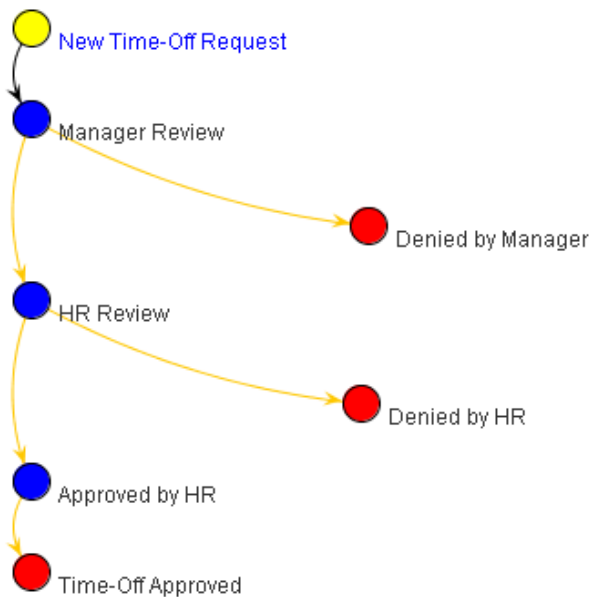 New Time-Off Request
Manager Review
Denied by Manager
HR Review
Denied by HR
Approved by HR
Time-Off Approved